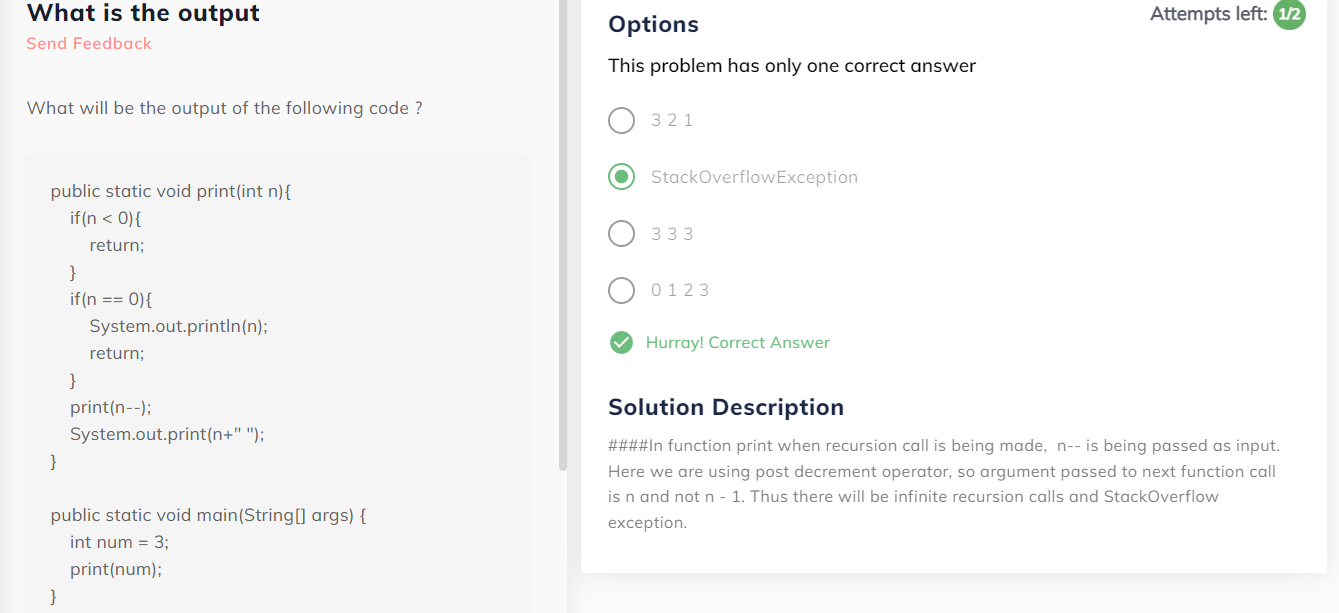 What is the output
Send Feedback
What will be the output of the following code ?
public static void print(int n){
if(n < 0){
return;
}
if(n == 0){
System.out.println(n);
return;
}
print(n--);
System.out.print(n+" ");
}
public static void main(String[] args) {
int num = 3;
print(num);
}
Attempts left: 1/2
Options
This problem has only one correct answer
3 2 1
StackOverflowException
3 3 3
0 1 2 3
Hurray! Correct Answer
Solution Description
####In function print when recursion call is being made,  n-- is being passed as input.
Here we are using post decrement operator, so argument passed to next function call
is n and not n - 1. Thus there will be infinite recursion calls and StackOverflow
exception.